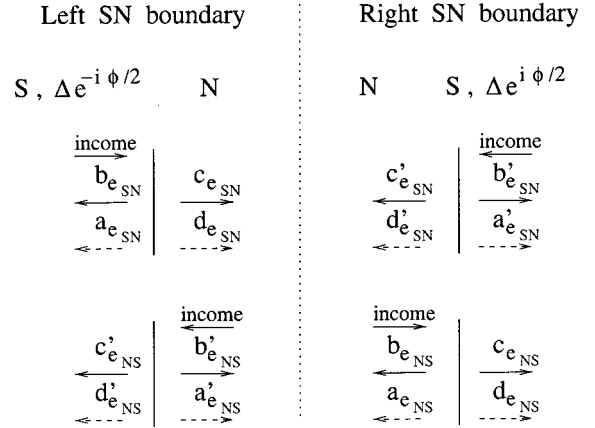 Left SN boundary Right SN boundary
S , Δe^{-i φ/2} N N S , Δe^{i φ/2}
income income
b_{e_{SN}} c_{e_{SN}} c'_{e_{SN}} b'_{e_{SN}}
a_{e_{SN}} d_{e_{SN}} d'_{e_{SN}} a'_{e_{SN}}
income income
c'_{e_{NS}} b'_{e_{NS}} b_{e_{NS}} c_{e_{NS}}
d'_{e_{NS}} a'_{e_{NS}} a_{e_{NS}} d_{e_{NS}}